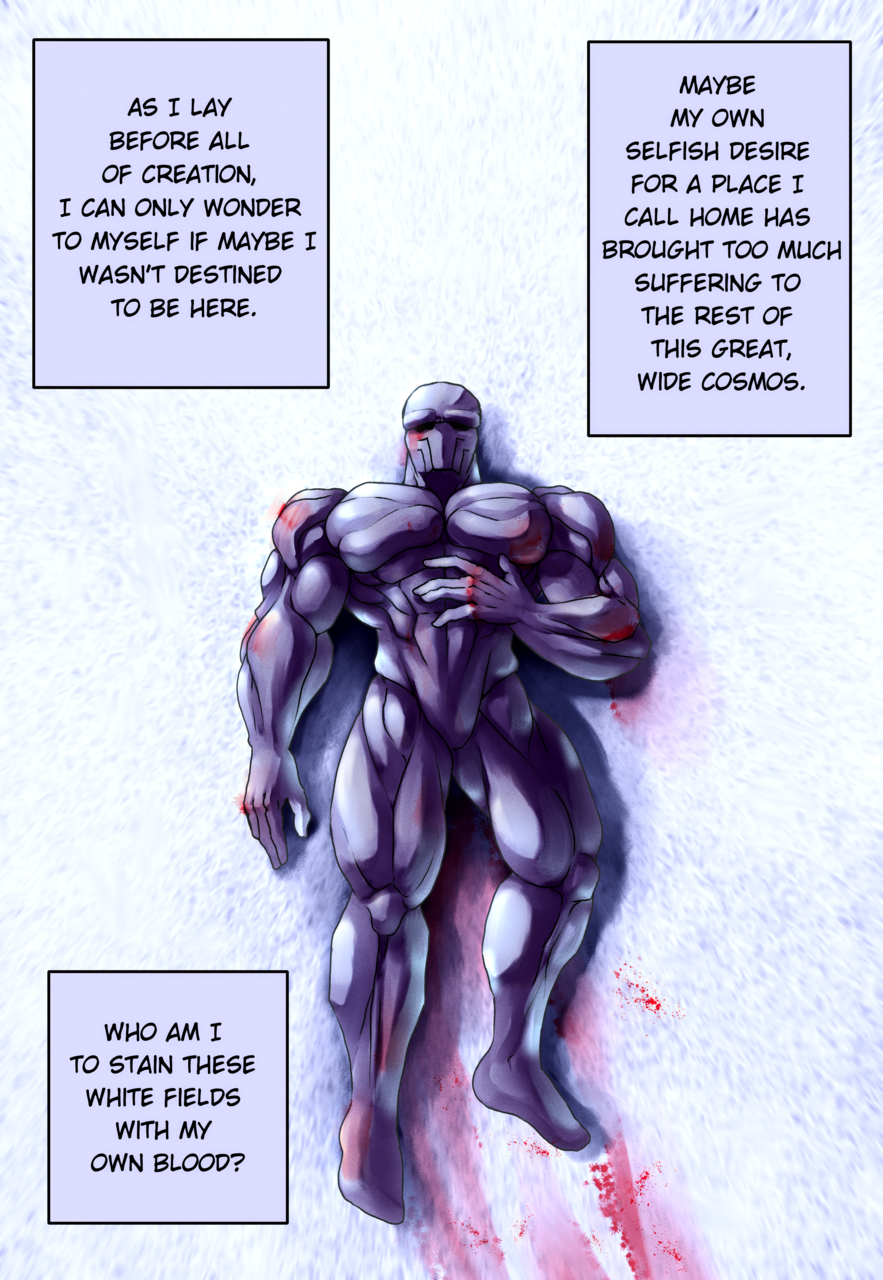 AS I LAY
BEFORE ALL
OF CREATION,
I CAN ONLY WONDER
TO MYSELF IF MAYBE I
WASN'T DESTINED
TO BE HERE.
MAYBE
MY OWN
SELFISH DESIRE
FOR A PLACE I
CALL HOME HAS
BROUGHT TOO MUCH
SUFFERING TO
THE REST OF
THIS GREAT,
WIDE COSMOS.
WHO AM I
TO STAIN THESE
WHITE FIELDS
WITH MY
OWN BLOOD?